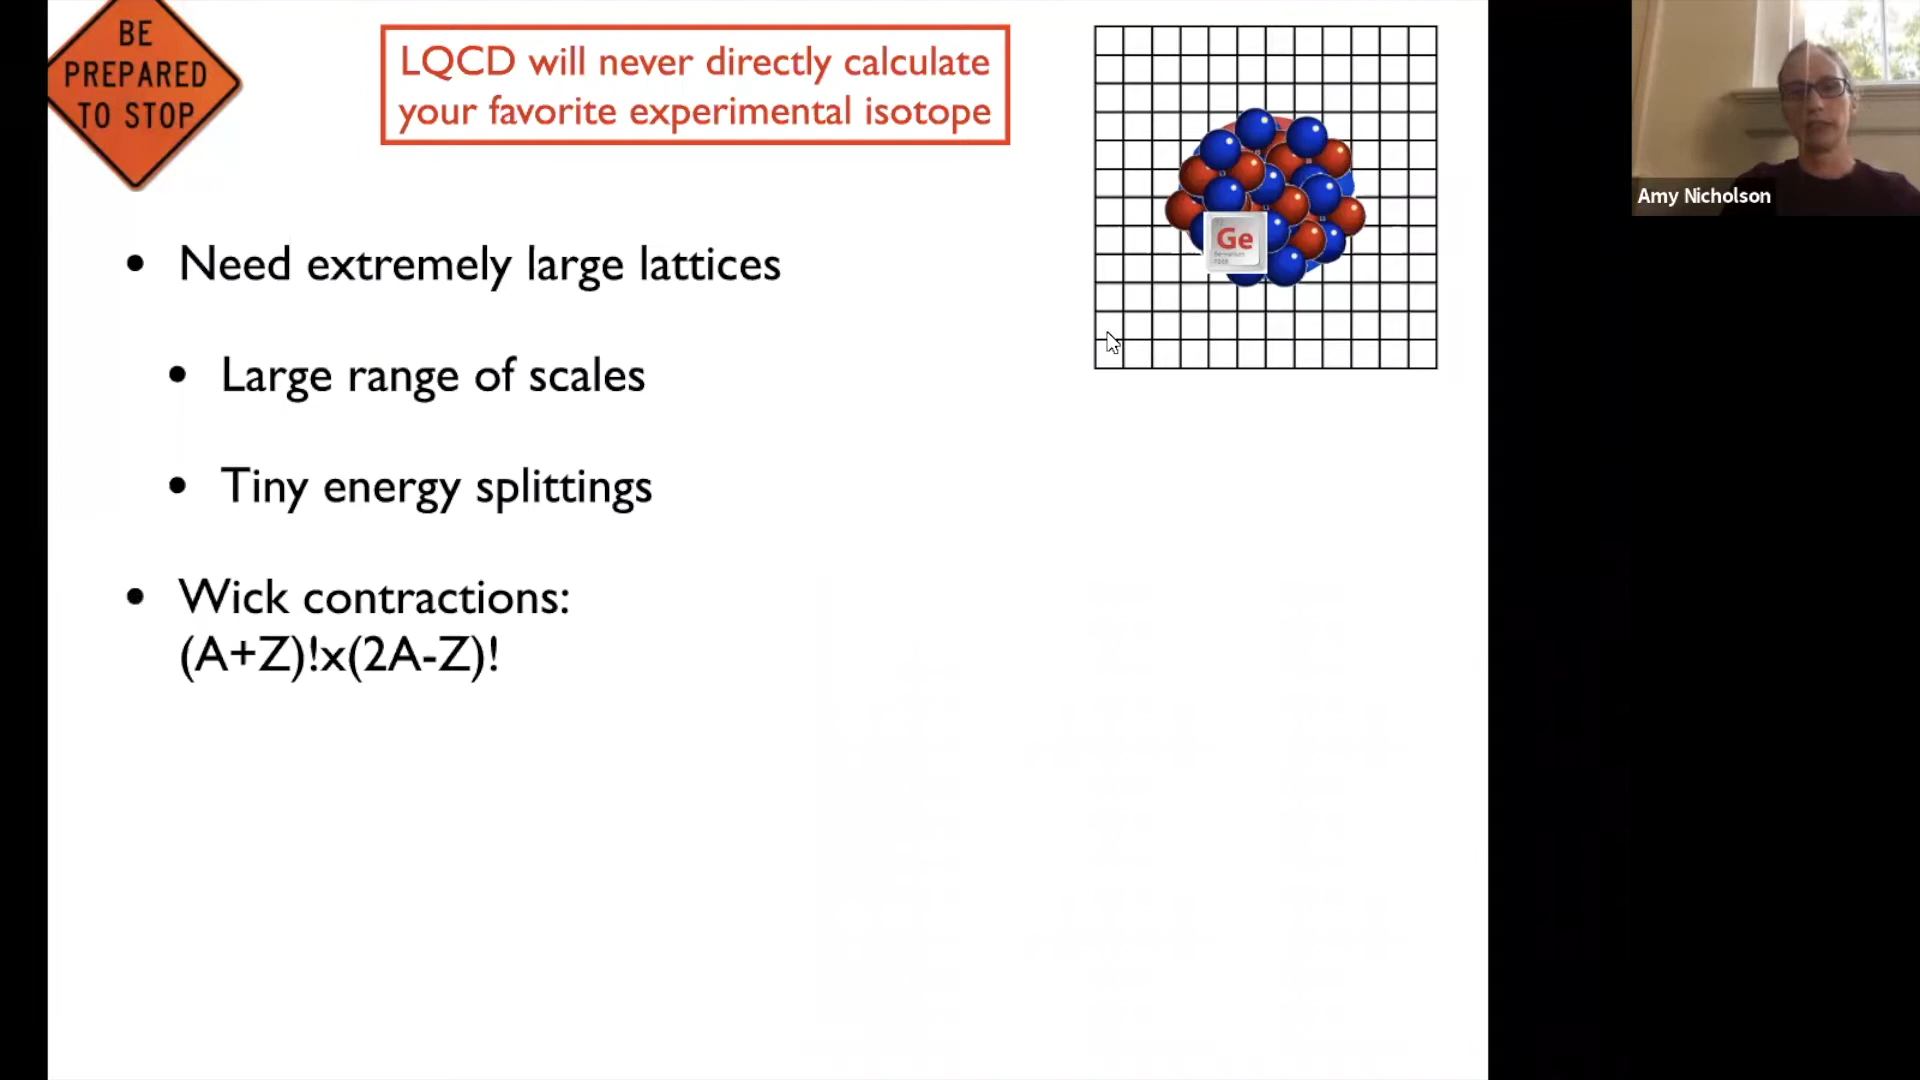 BE
PREPARED
TO STOP
LQCD will never directly calculate
your favorite experimental isotope
Ge
Amy Nicholson
• Need extremely large lattices
• Large range of scales
• Tiny energy splittings
• Wick contractions:
(A+Z)!x(2A-Z)!